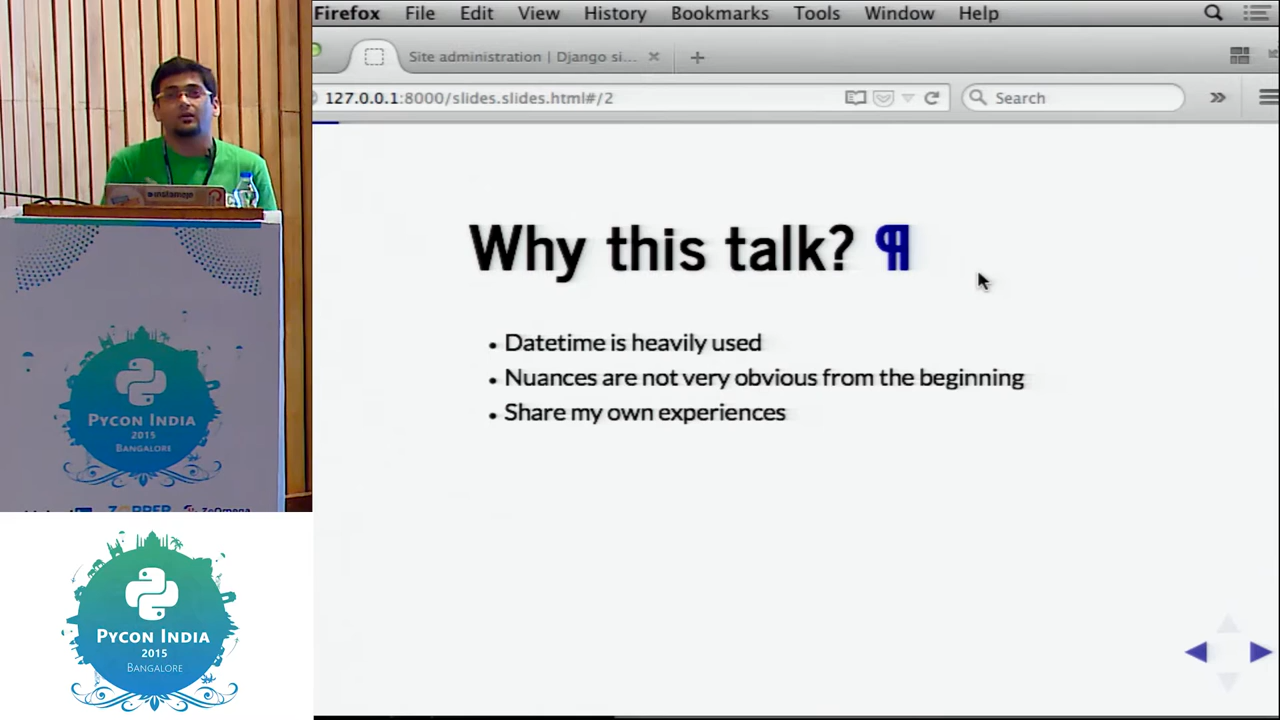 Firefox File Edit View History Bookmarks Tools Window Help
Site administration | Django si...
127.0.0.1:8000/slides.slides.html#/2
Search
Why this talk? ¶
• Datetime is heavily used
• Nuances are not very obvious from the beginning
• Share my own experiences
instamojo
PYCON INDIA
2015
BANGALORE
PYCON INDIA
2015
BANGALORE